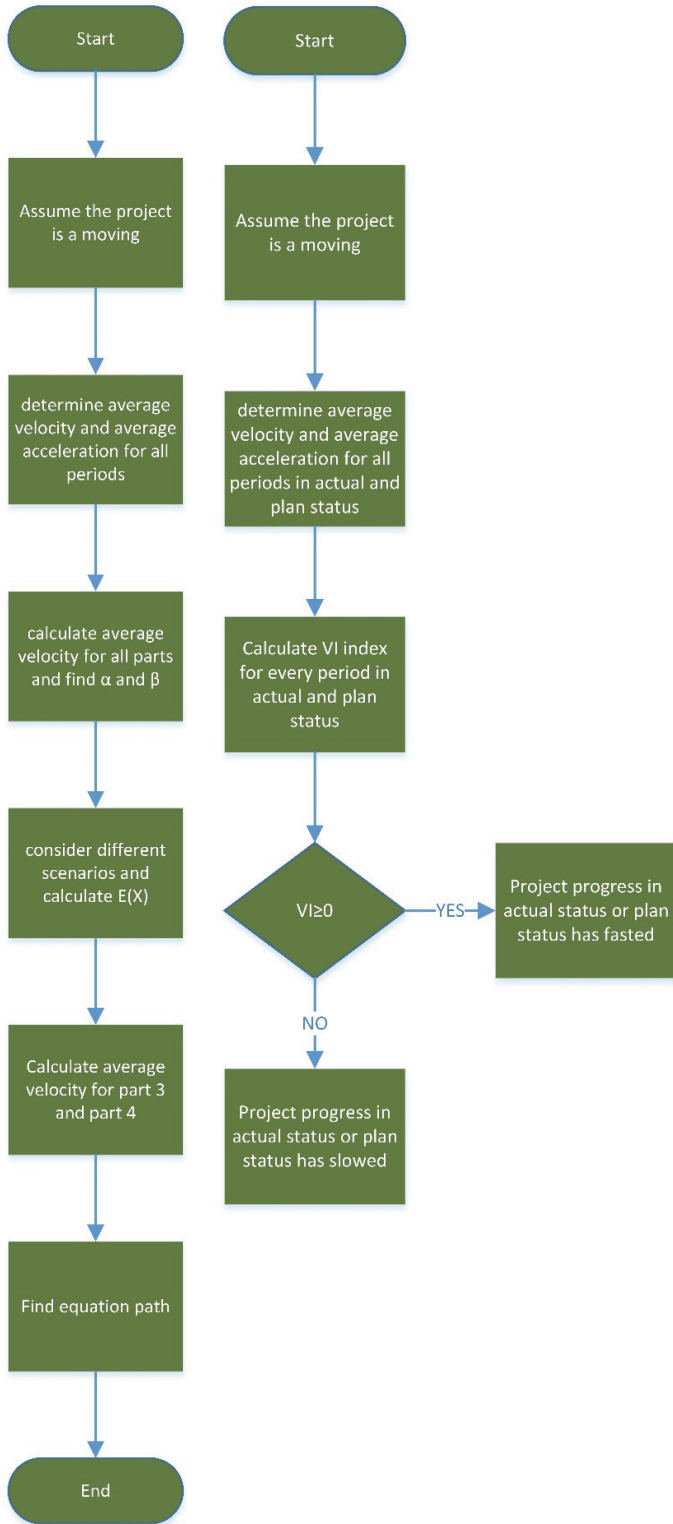 Start
Assume the project
is a moving
determine average
velocity and average
acceleration for all
periods
calculate average
velocity for all parts
and find α and β
consider different
scenarios and
calculate E(X)
Calculate average
velocity for part 3
and part 4
Find equation path
End
Start
Assume the project
is a moving
determine average
velocity and average
acceleration for all
periods in actual and
plan status
Calculate VI index
for every period in
actual and plan
status
VI≥0
YES
Project progress in
actual status or plan
status has fasted
NO
Project progress in
actual status or plan
status has slowed